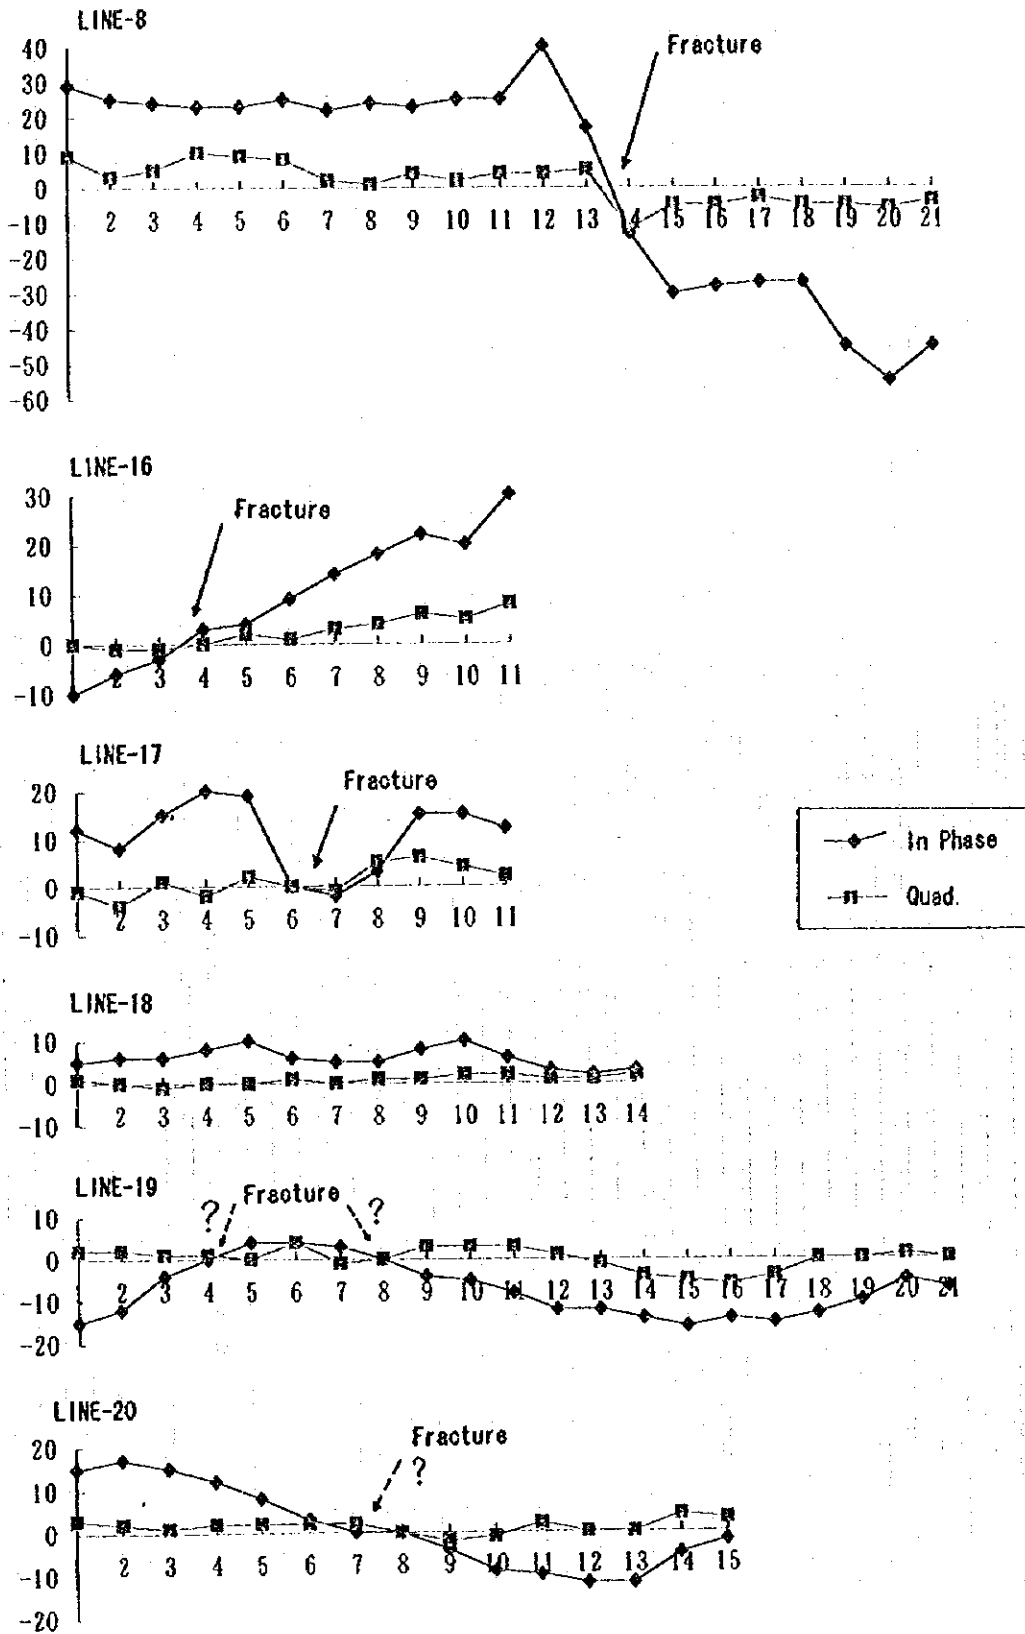 LINE-8
Fracture
40
30
20
10
0
-10
-20
-30
-40
-50
-60
2 3 4 5 6 7 8 9 10 11 12 13 14 15 16 17 18 19 20 21
LINE-16
Fracture
30
20
10
0
-10
2 3 4 5 6 7 8 9 10 11
LINE-17
Fracture
20
10
0
-10
2 3 4 5 6 7 8 9 10 11
In Phase
Quad.
LINE-18
10
0
-10
2 3 4 5 6 7 8 9 10 11 12 13 14
LINE-19
? Fracture ?
10
0
-10
-20
2 3 4 5 6 7 8 9 10 11 12 13 14 15 16 17 18 19 20 21
LINE-20
Fracture
?
20
10
0
-10
-20
2 3 4 5 6 7 8 9 10 11 12 13 14 15